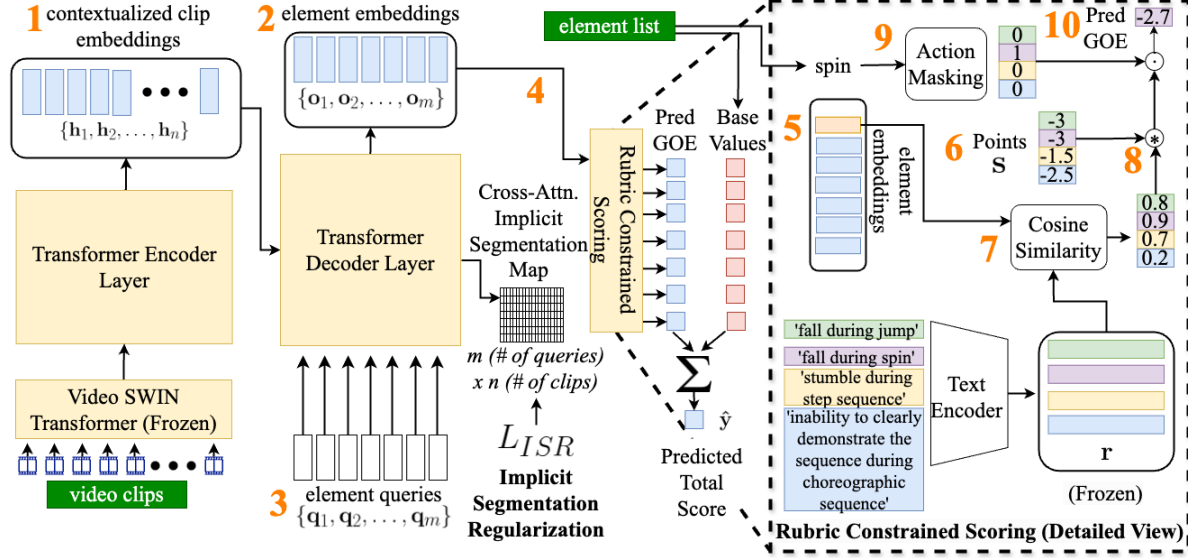 1 contextualized clip
embeddings
{h1, h2, . . . , hn}
Transformer Encoder
Layer
Video SWIN
Transformer (Frozen)
video clips
2 element embeddings
{o1, o2, . . . , om}
Transformer
Decoder Layer
3 element queries
{q1, q2, . . . , qm}
Cross-Attn.
Implicit
Segmentation
Map
m (# of queries)
x n (# of clips)
LISR
Implicit
Segmentation
Regularization
4
element list
Rubric Constrained
Scoring
Pred
GOE
Base
Values
Σ
ŷ
Predicted
Total
Score
spin
9
Action
Masking
0
1
0
0
10 Pred
GOE
-2.7
5
element
embeddings
6 Points
S
-3
-3
-1.5
-2.5
*
8
7
Cosine
Similarity
0.8
0.9
0.7
0.2
'fall during jump'
'fall during spin'
'stumble during
step sequence'
'inability to clearly
demonstrate the
sequence during
choreographic
sequence'
Text
Encoder
r
(Frozen)
Rubric Constrained Scoring (Detailed View)